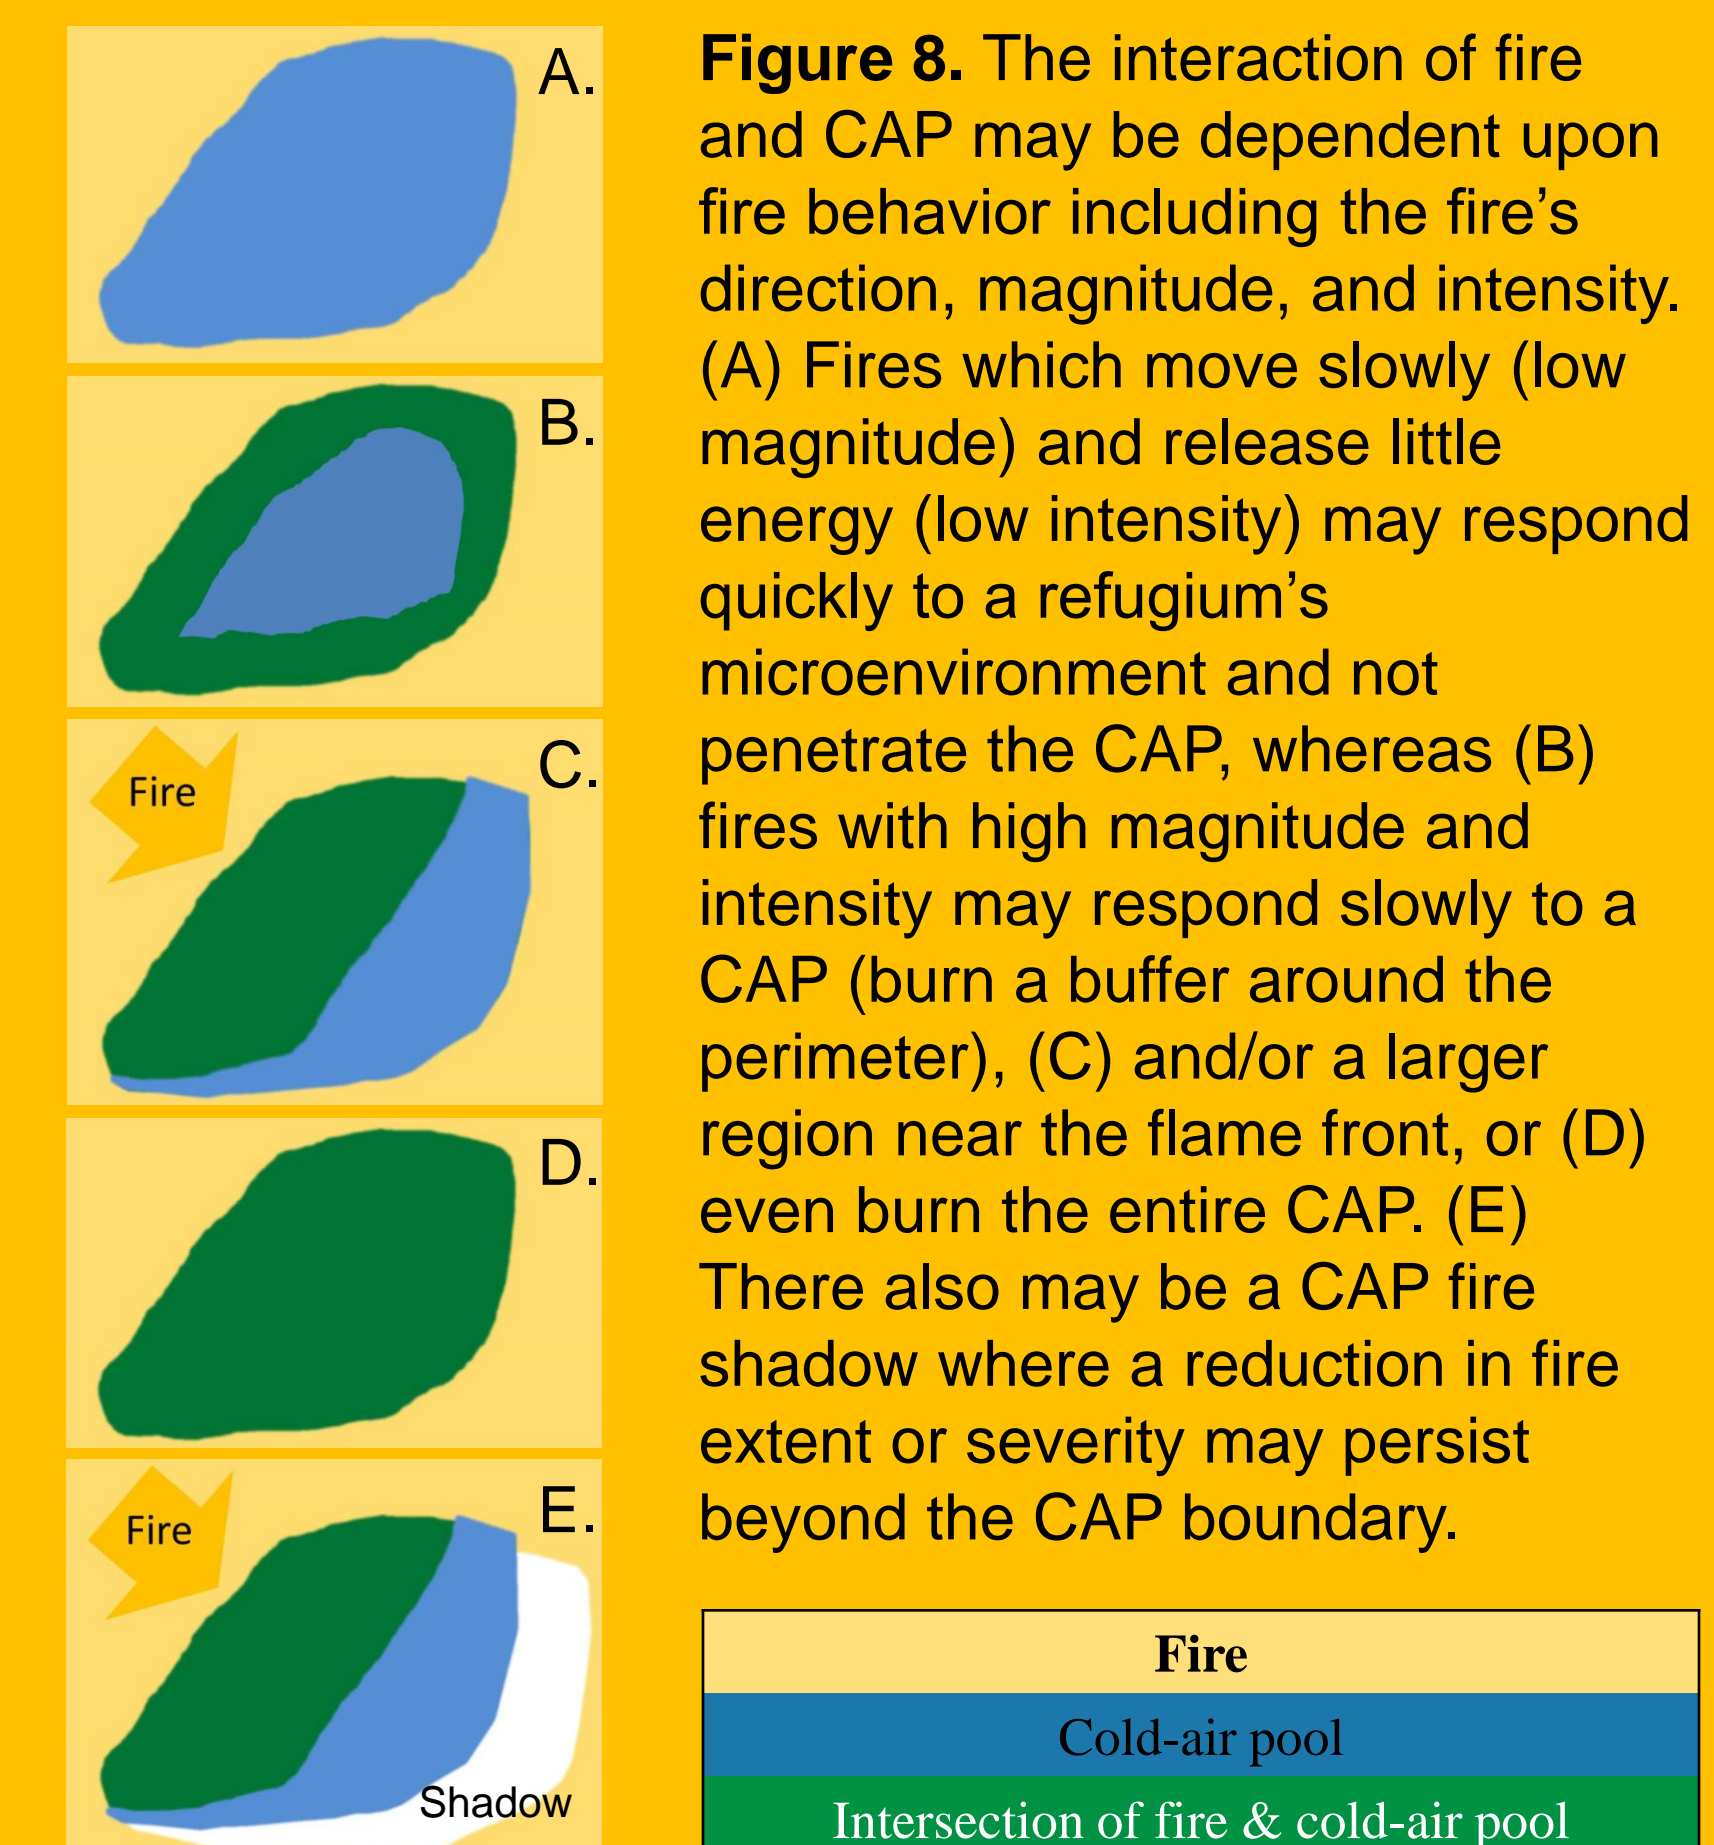 A.
B.
Fire
C.
D.
Fire
E.
Shadow
Figure 8. The interaction of fire
and CAP may be dependent upon
fire behavior including the fire’s
direction, magnitude, and intensity.
(A) Fires which move slowly (low
magnitude) and release little
energy (low intensity) may respond
quickly to a refugium’s
microenvironment and not
penetrate the CAP, whereas (B)
fires with high magnitude and
intensity may respond slowly to a
CAP (burn a buffer around the
perimeter), (C) and/or a larger
region near the flame front, or (D)
even burn the entire CAP. (E)
There also may be a CAP fire
shadow where a reduction in fire
extent or severity may persist
beyond the CAP boundary.
Fire
Cold-air pool
Intersection of fire & cold-air pool